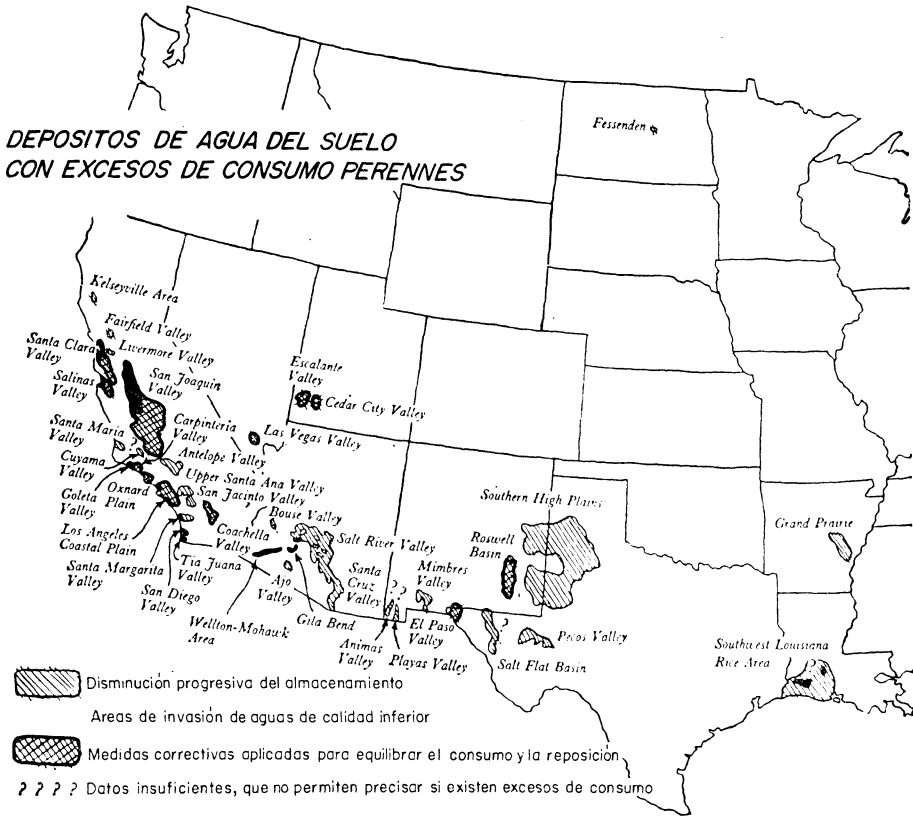 DEPOSITOS DE AGUA DEL SUELO
CON EXCESOS DE CONSUMO PERENNES
Fessenden
Kelseyville Area
Fairfield Valley
Livermore Valley
Santa Clara
Valley
Salinas
Valley
San Joaquin
Valley
Escalante
Valley
Cedar City Valley
Las Vegas Valley
Santa Maria
Valley
?
Carpinteria
Valley
Antelope Valley
Cuyama
Valley
Upper Santa Ana Valley
San Jacinto Valley
Goleta
Valley
Oxnard
Plain
Bouse Valley
Los Angeles
Coastal Plain
Coachella
Valley
Santa Margarita
Valley
Tia Juana
Valley
San Diego
Valley
Wellton-Mohawk
Area
Ajo
Valley
Gila Bend
Salt River Valley
Santa
Cruz
Valley
? ?
Animas
Valley
Playas Valley
Mimbres
Valley
Roswell
Basin
Southern High Plains
El Paso
Valley
?
Salt Flat Basin
Pecos Valley
Grand Prairie
Southwest Louisiana
Rice Area
? ?
Disminución progresiva del almacenamiento
Areas de invasión de aguas de calidad inferior
Medidas correctivas aplicadas para equilibrar el consumo y la reposición
? ? ? ? Datos insuficientes, que no permiten precisar si existen excesos de consumo